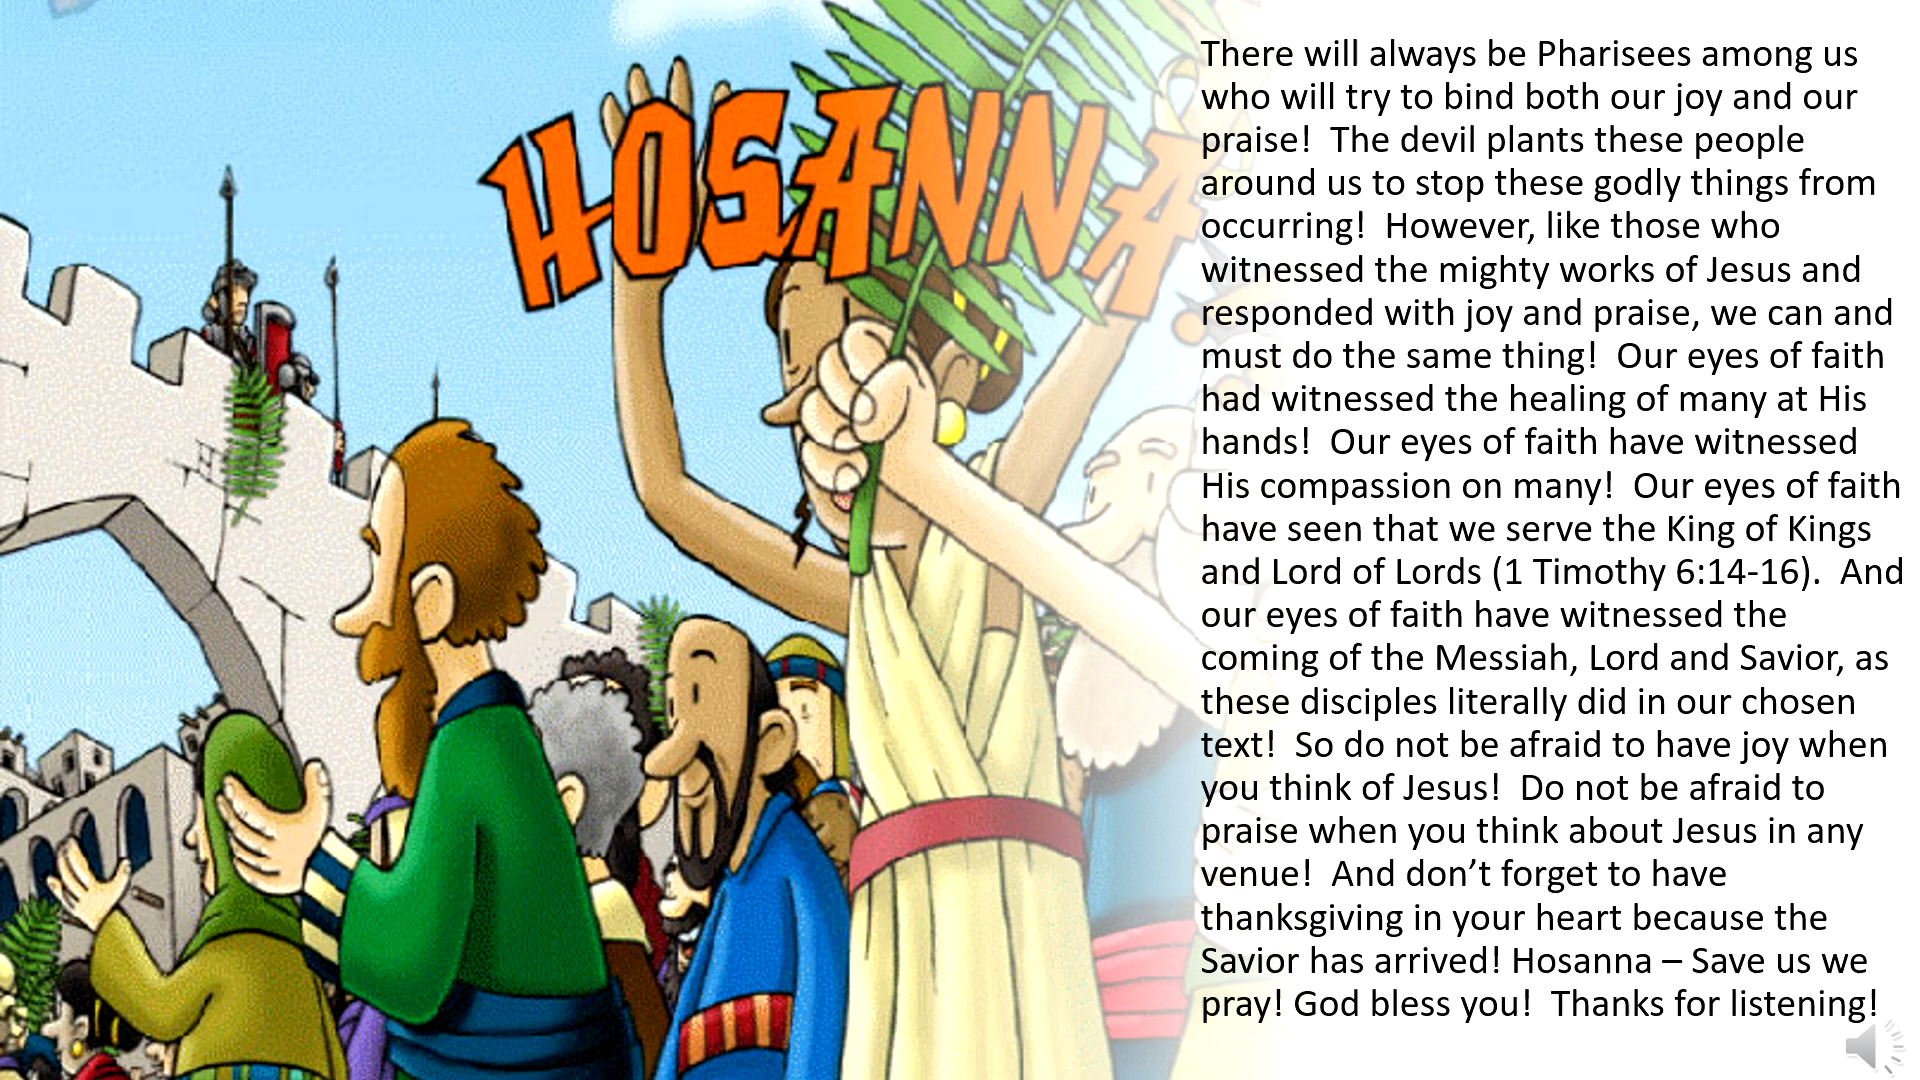 HOSANNA
There will always be Pharisees among us
who will try to bind both our joy and our
praise!  The devil plants these people
around us to stop these godly things from
occurring!  However, like those who
witnessed the mighty works of Jesus and
responded with joy and praise, we can and
must do the same thing!  Our eyes of faith
had witnessed the healing of many at His
hands!  Our eyes of faith have witnessed
His compassion on many!  Our eyes of faith
have seen that we serve the King of Kings
and Lord of Lords (1 Timothy 6:14-16).  And
our eyes of faith have witnessed the
coming of the Messiah, Lord and Savior, as
these disciples literally did in our chosen
text!  So do not be afraid to have joy when
you think of Jesus!  Do not be afraid to
praise when you think about Jesus in any
venue!  And don’t forget to have
thanksgiving in your heart because the
Savior has arrived! Hosanna – Save us we
pray! God bless you!  Thanks for listening!